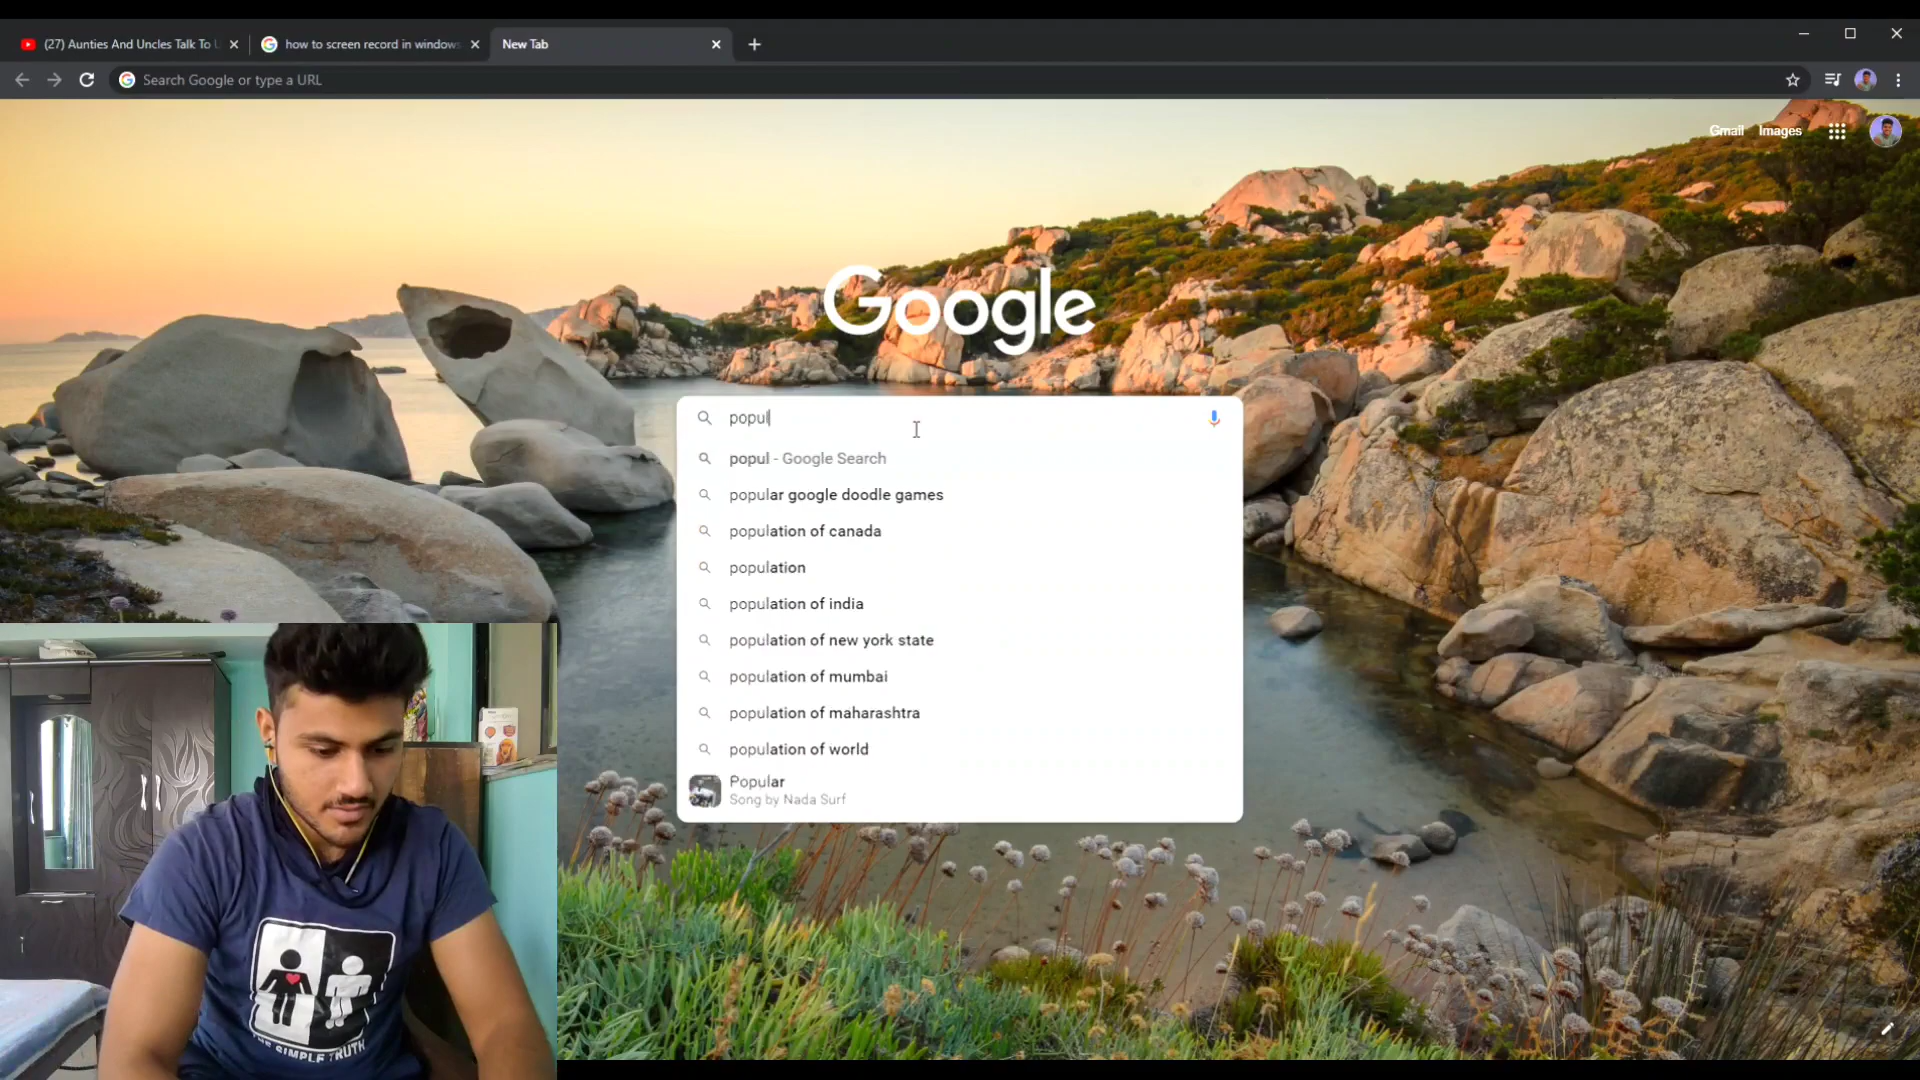 (27) Aunties And Uncles Talk To U
how to screen record in windows
New Tab
Search Google or type a URL
Gmail Images
Google
popul
popul - Google Search
popular google doodle games
population of canada
population
population of india
population of new york state
population of mumbai
population of maharashtra
population of world
Popular
Song by Nada Surf
THE SIMPLE TRUTH